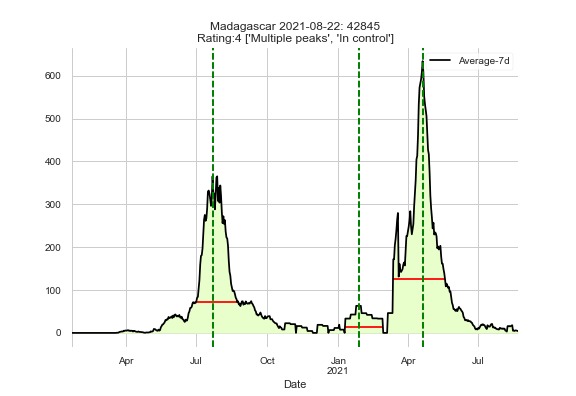 Madagascar 2021-08-22: 42845
Rating:4 ['Multiple peaks', 'In control']
Average-7d
600
500
400
300
200
100
0
Apr Jul Oct Jan Apr Jul
2021
Date